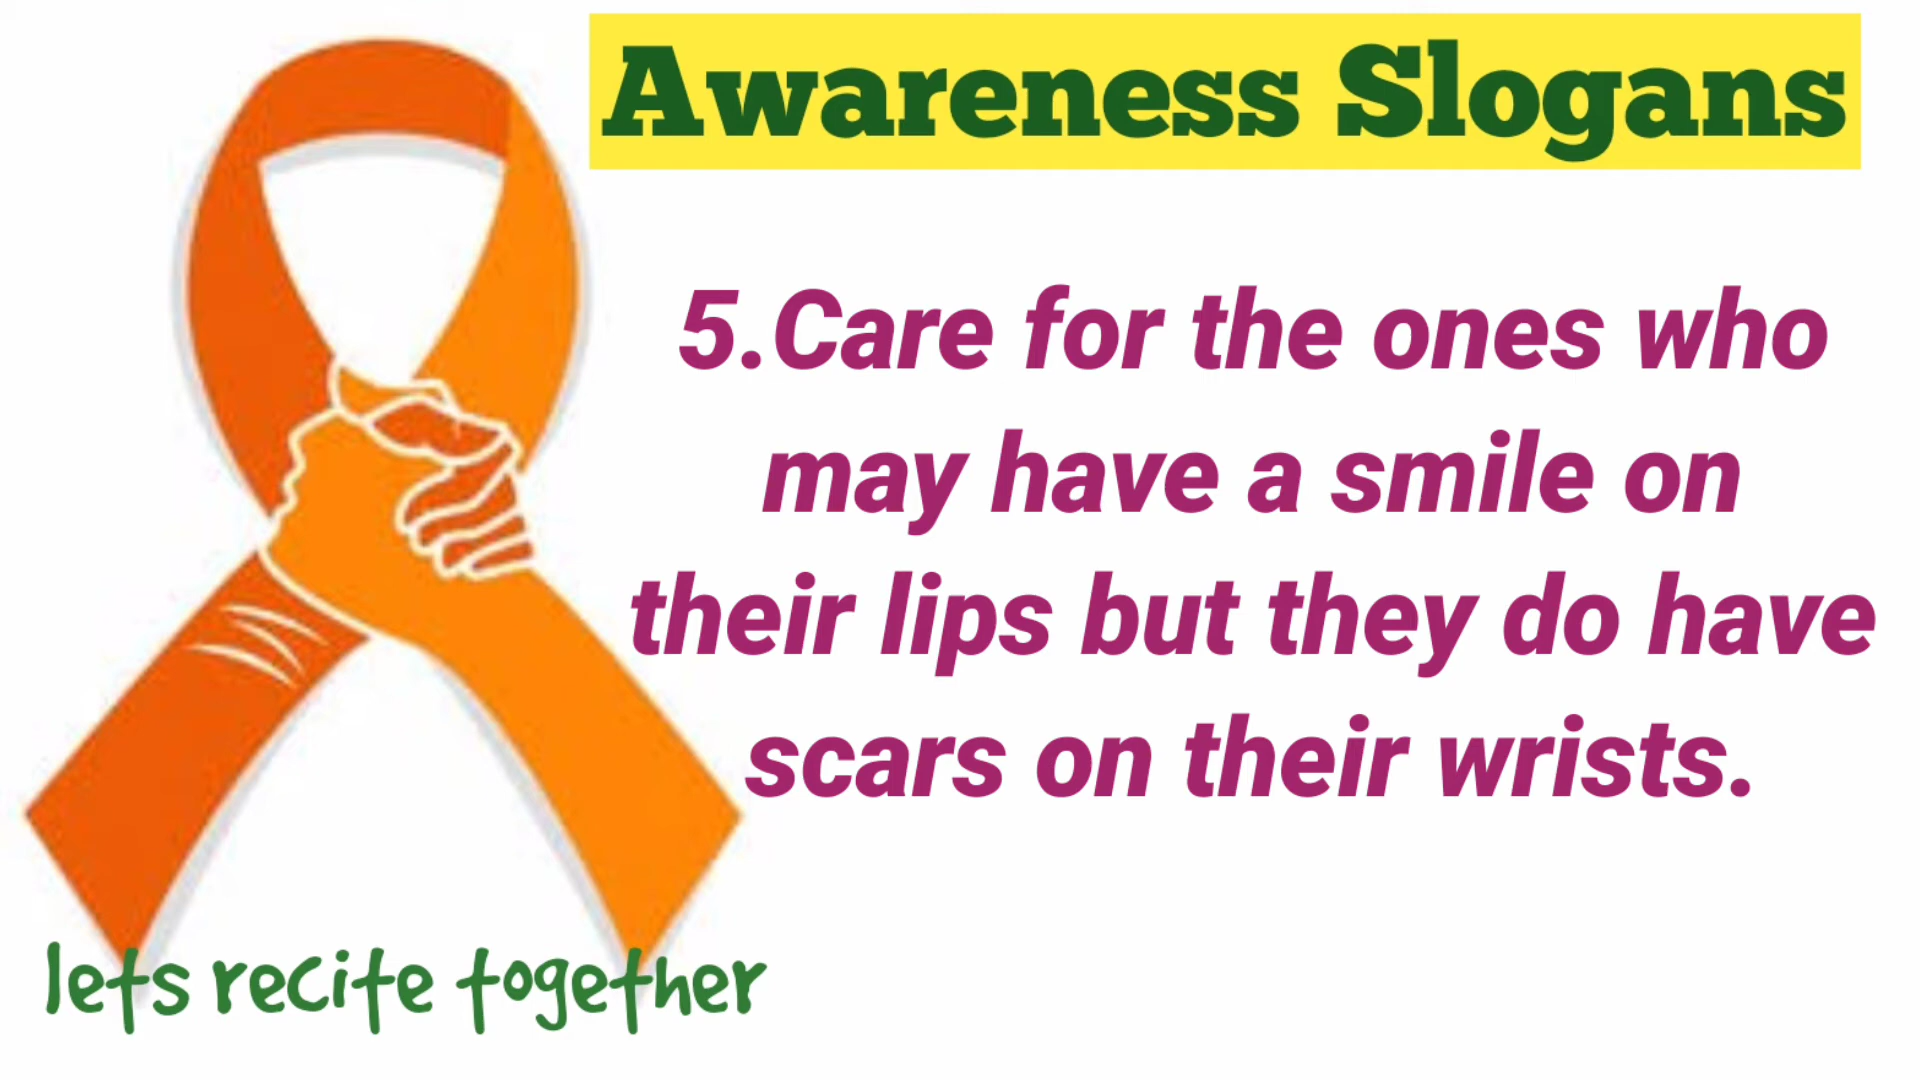 Awareness Slogans
5.Care for the ones who
may have a smile on
their lips but they do have
scars on their wrists.
lets recite together